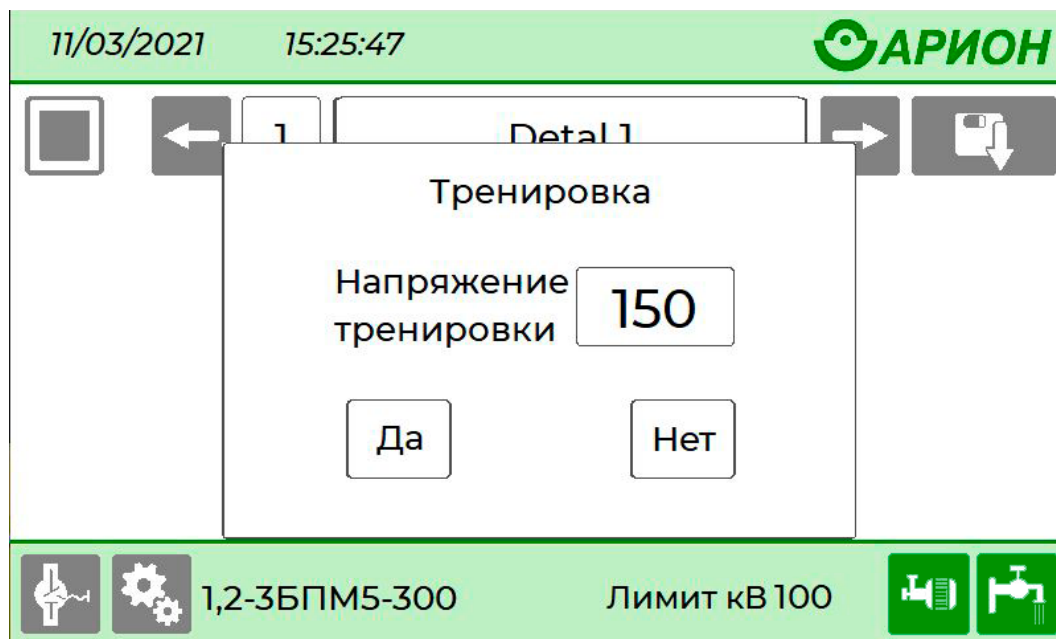 11/03/2021 15:25:47 АРИОН
1 Detal 1
Тренировка
Напряжение
тренировки 150
Да Нет
1,2-3БПМ5-300 Лимит кВ 100